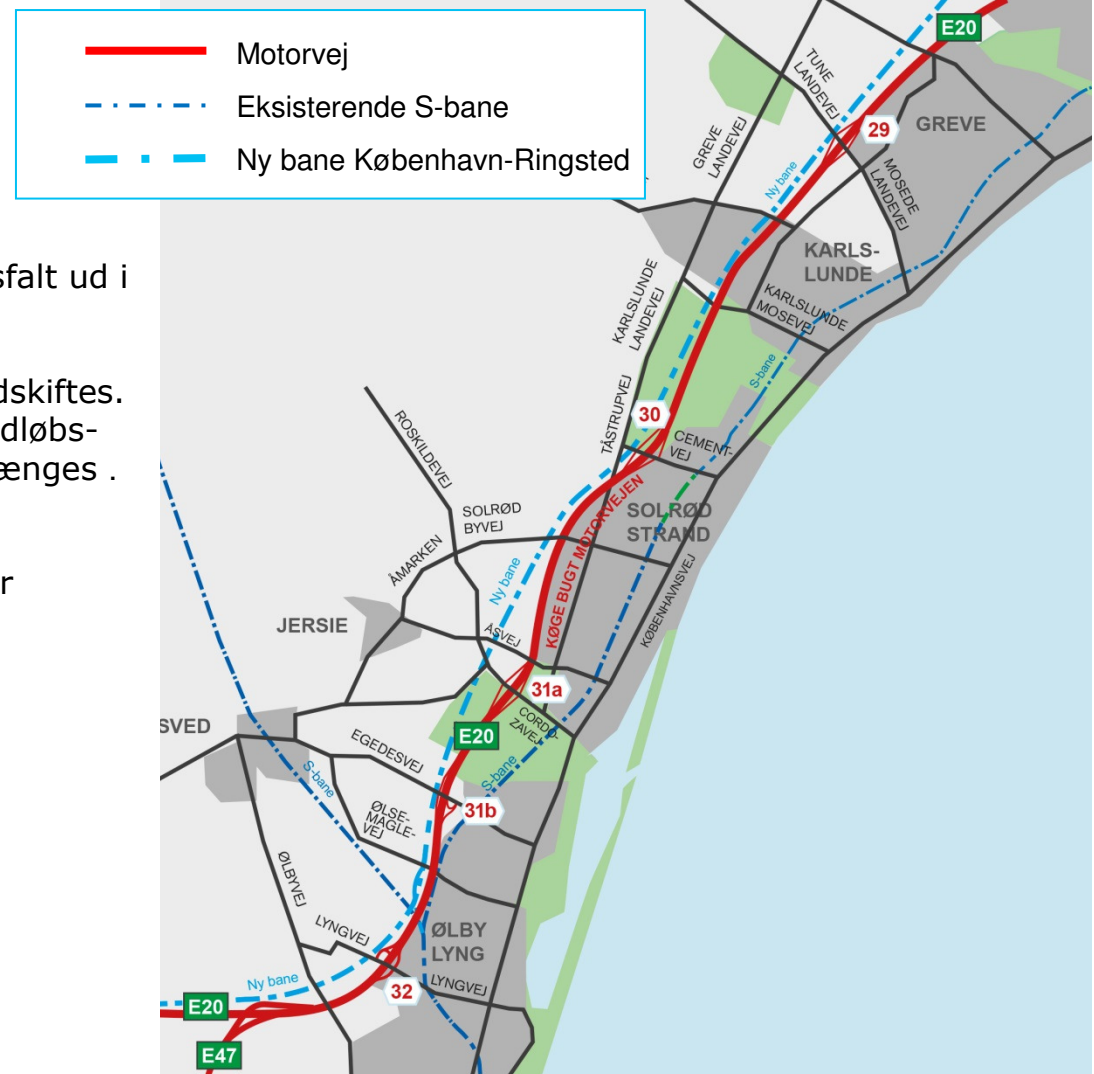 Motorvej
Eksisterende S-bane
Ny bane København-Ringsted
sfalt ud i
dskiftes.
dløbs-
ænges .
r
E20
TUNE
LANDEVEJ
29
GREVE
GREVE
LANDEVEJ
Ny bane
MOSEDE
LANDEVEJ
KARLS-
LUNDE
KARLSLUNDE
LANDEVEJ
KARLSLUNDE
MOSEVEJ
S-bane
30
TÅSTRUPVEJ
CEMENT-
VEJ
ROSKILDEVEJ
KØGE BUGT MOTORVEJEN
SOLRØD
BYVEJ
SOLRØD
STRAND
ÅMARKEN
Ny bane
KØBENHAVNSVEJ
JERSIE
ÅSVEJ
31a
CORDO-
ZAVEJ
SVED
E20
EGEDESVEJ
S-bane
S-bane
31b
ØLSE-
MAGLE-
VEJ
ØLBYVEJ
LYNGVEJ
ØLBY
LYNG
Ny bane
32
LYNGVEJ
E20
E47